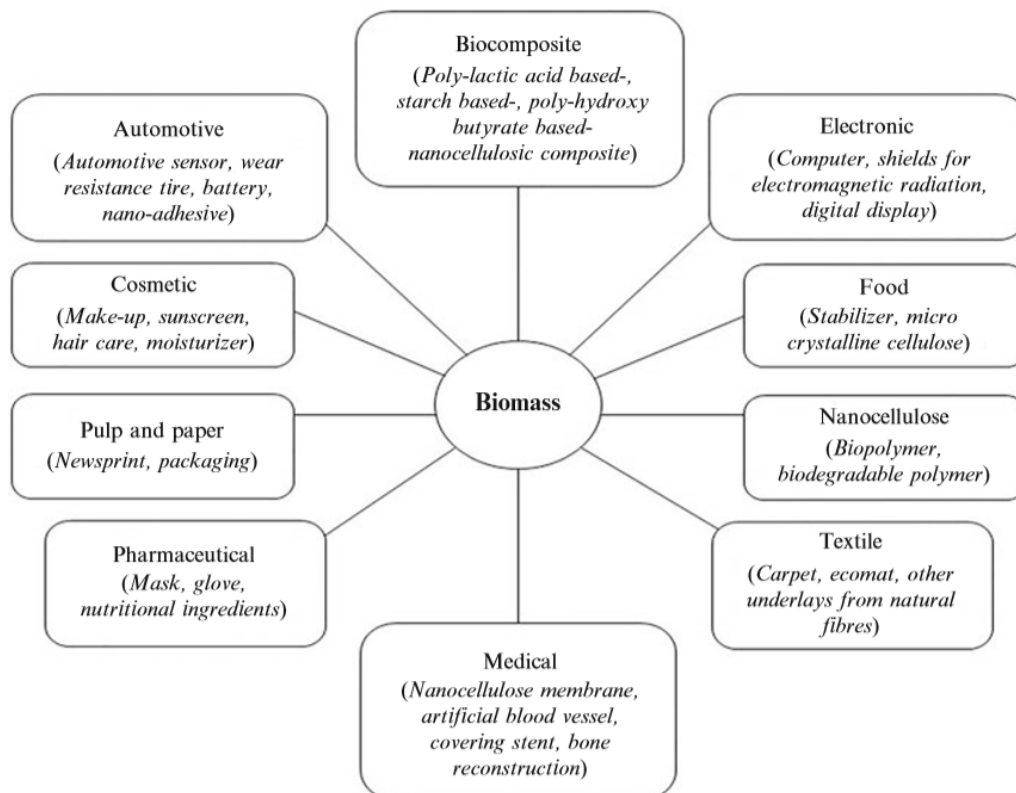 Biocomposite
(Poly-lactic acid based-,
starch based-, poly-hydroxy
butyrate based-
nanocellulosic composite)
Automotive
(Automotive sensor, wear
resistance tire, battery,
nano-adhesive)
Electronic
(Computer, shields for
electromagnetic radiation,
digital display)
Cosmetic
(Make-up, sunscreen,
hair care, moisturizer)
Food
(Stabilizer, micro
crystalline cellulose)
Biomass
Pulp and paper
(Newsprint, packaging)
Nanocellulose
(Biopolymer,
biodegradable polymer)
Pharmaceutical
(Mask, glove,
nutritional ingredients)
Textile
(Carpet, ecomat, other
underlays from natural
fibres)
Medical
(Nanocellulose membrane,
artificial blood vessel,
covering stent, bone
reconstruction)